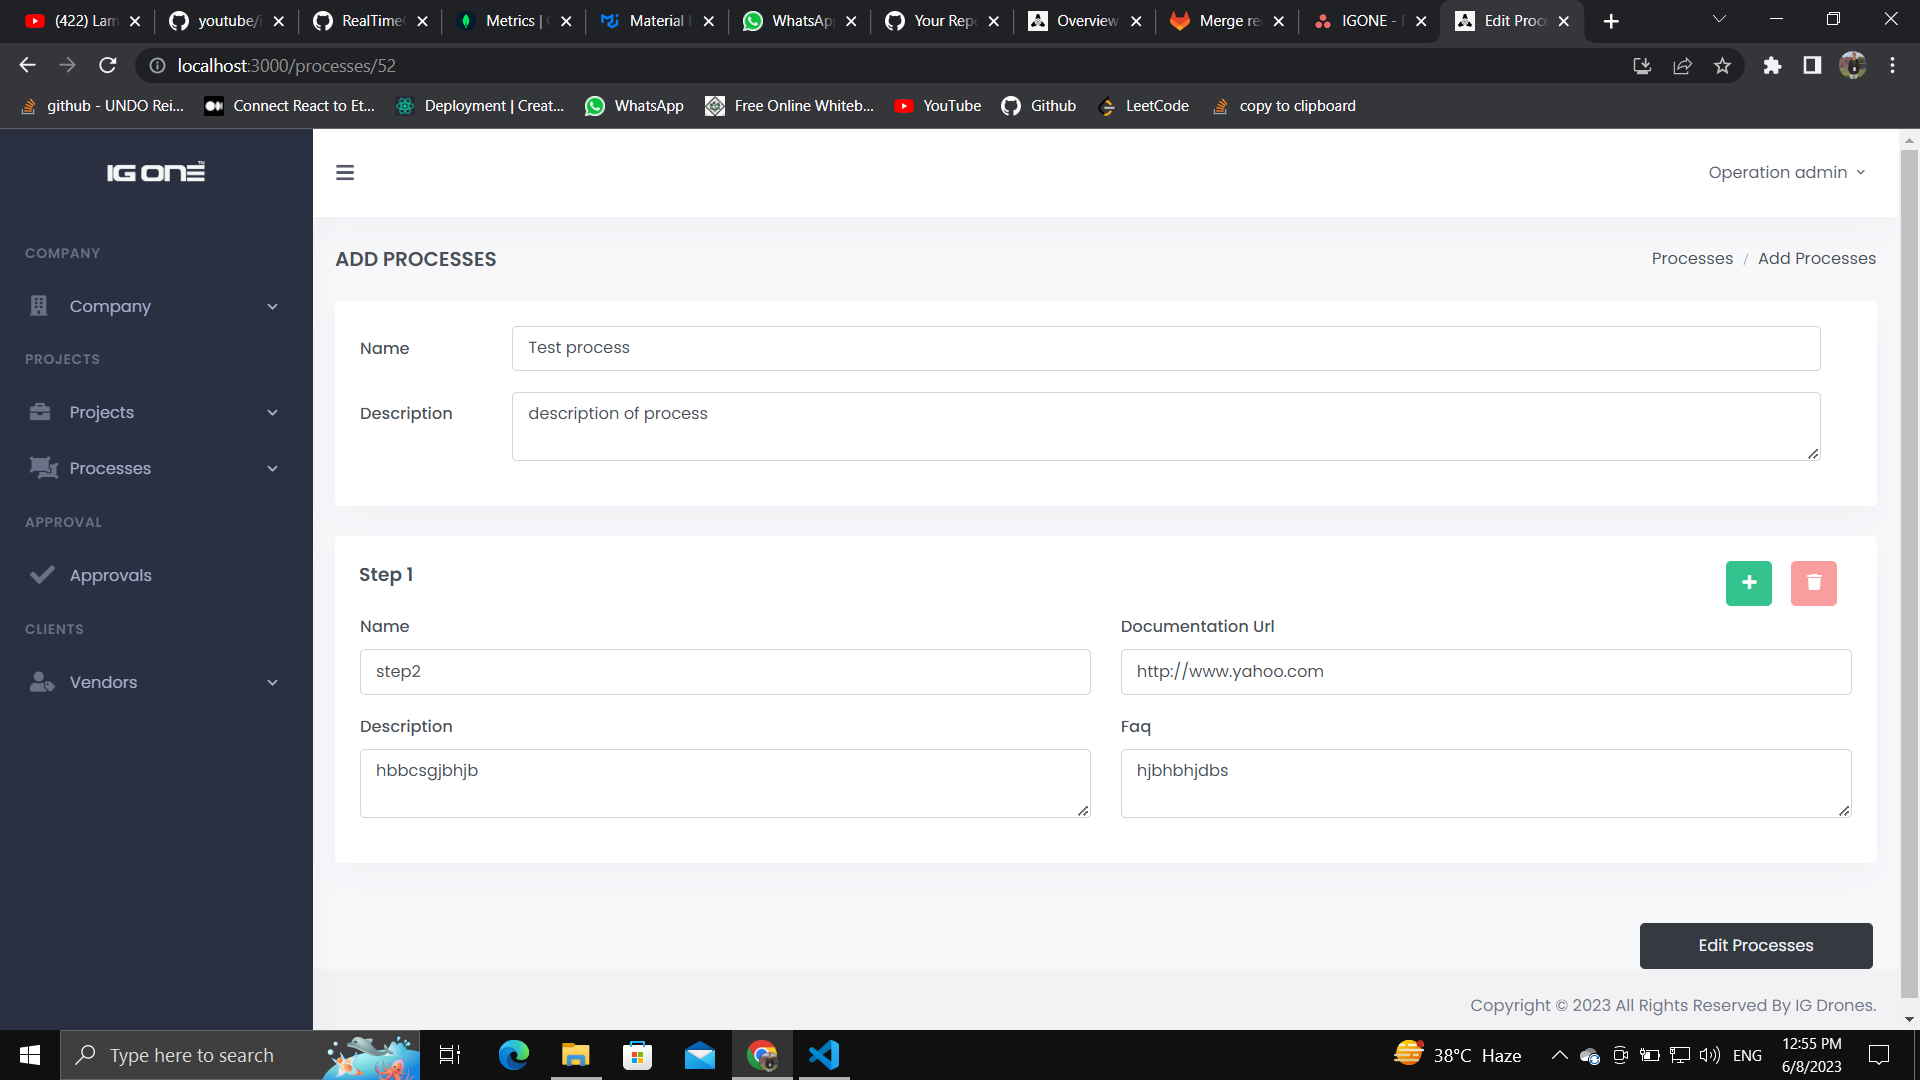 (422) Lam
youtube/i
RealTime
Metrics |
Material
WhatsApp
Your Repo
Overview
Merge re
IGONE -
Edit Proc
localhost:3000/processes/52
github - UNDO Rei...
Connect React to Et...
Deployment | Creat...
WhatsApp
Free Online Whiteb...
YouTube
Github
LeetCode
copy to clipboard
IG ONE™
Operation admin
COMPANY
Company
PROJECTS
Projects
Processes
APPROVAL
Approvals
CLIENTS
Vendors
ADD PROCESSES
Processes / Add Processes
Name
Test process
Description
description of process
Step 1
Name
Documentation Url
step2
http://www.yahoo.com
Description
Faq
hbbcsgjbhjb
hjbhbhjdbs
Edit Processes
Copyright © 2023 All Rights Reserved By IG Drones.
Type here to search
38°C Haze
ENG
12:55 PM
6/8/2023